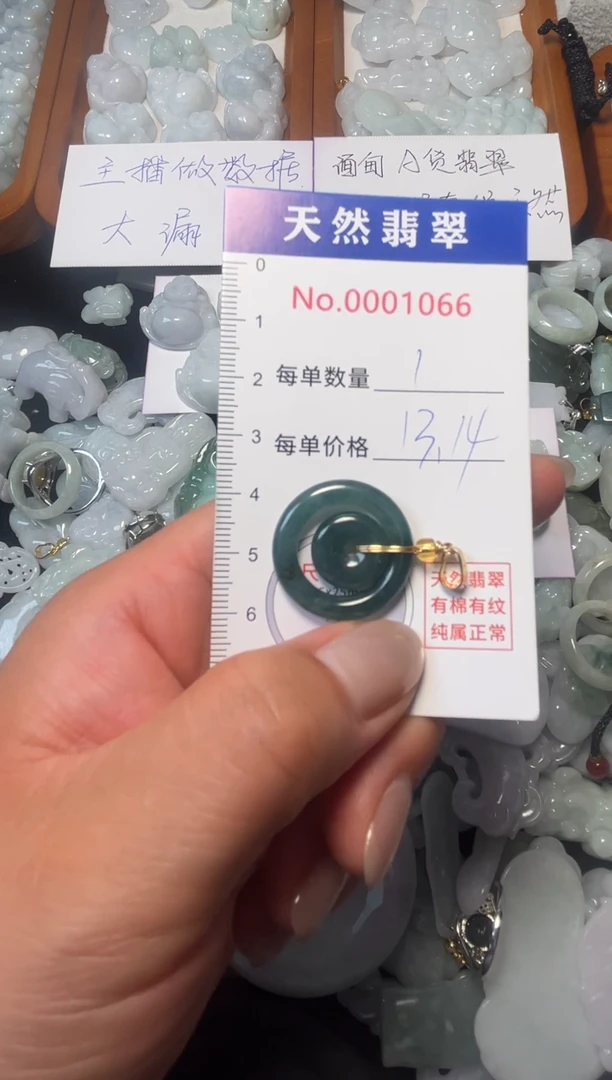 主播做数据
大漏
缅甸A货翡翠
然
天然翡翠
No.0001066
每单数量 1
每单价格 13.14
0
1
2
3
4
5
6
尺
天然翡翠
有棉有纹
纯属正常